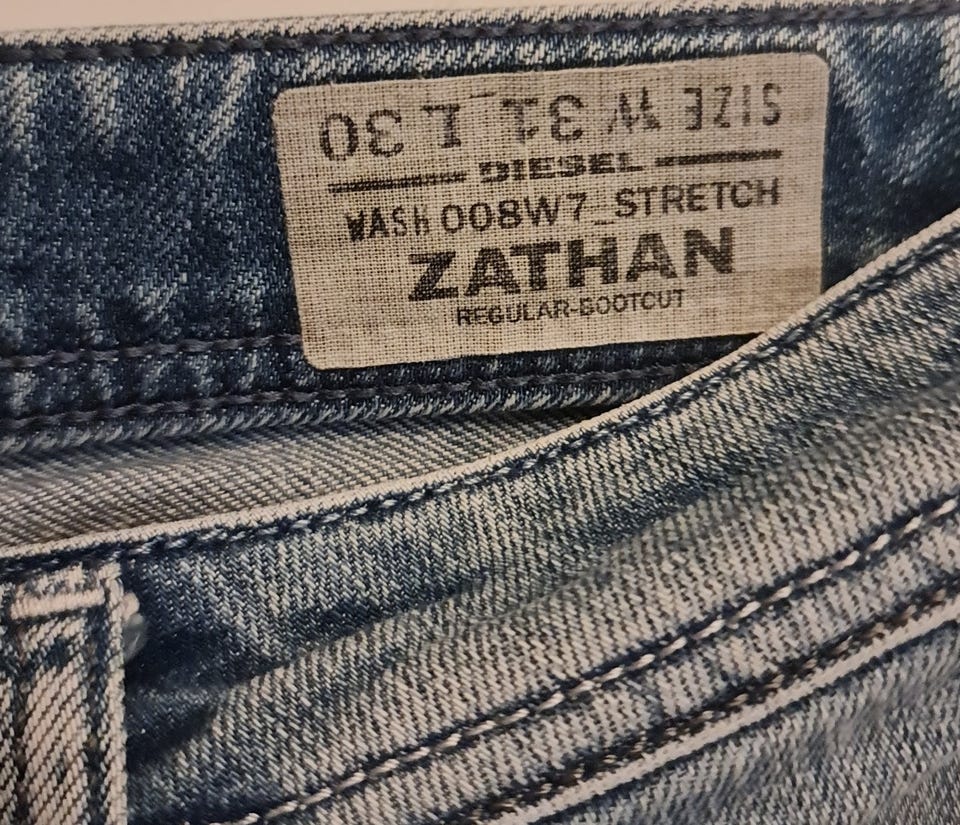 SIZE W 31 L 30
DIESEL
WASH 008W7_STRETCH
ZATHAN
REGULAR-BOOTCUT